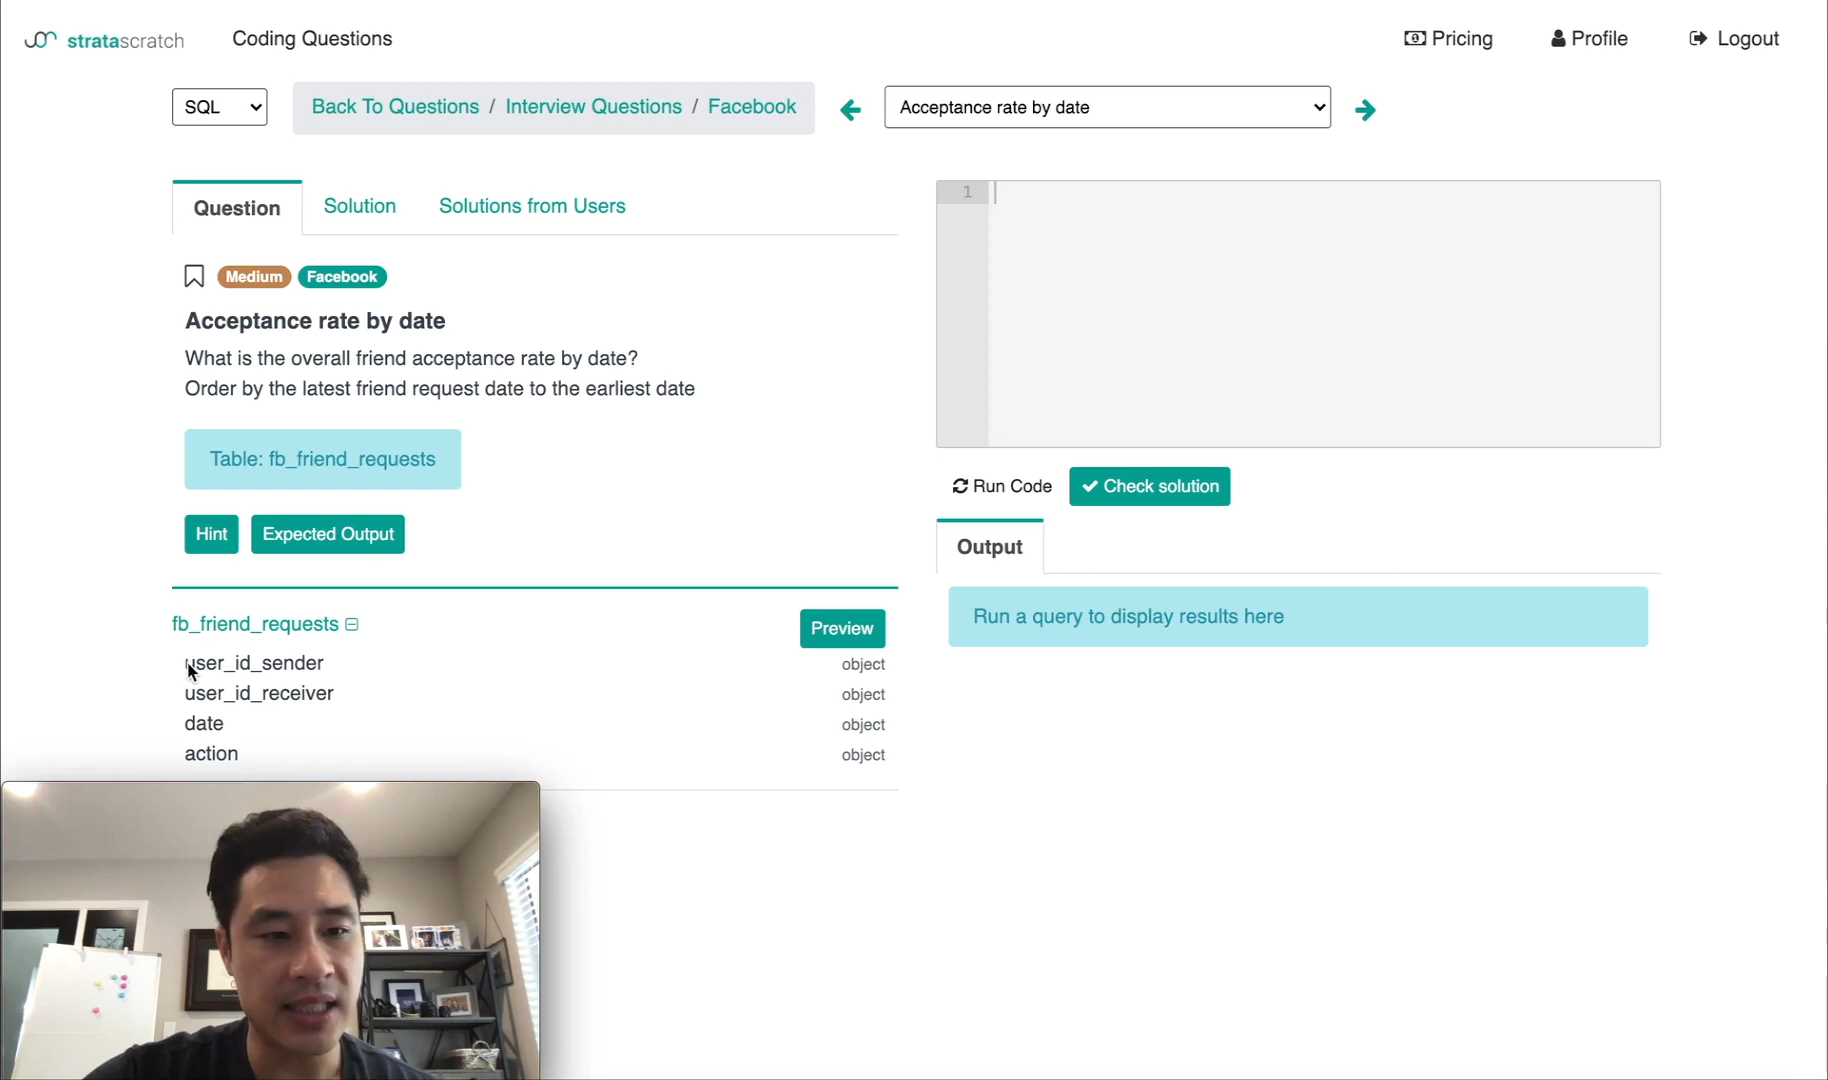 stratascratch
Coding Questions
Pricing
Profile
Logout
SQL
Back To Questions / Interview Questions / Facebook
Acceptance rate by date
Question
Solution
Solutions from Users
Medium
Facebook
Acceptance rate by date
What is the overall friend acceptance rate by date?
Order by the latest friend request date to the earliest date
Table: fb_friend_requests
Hint
Expected Output
fb_friend_requests
Preview
user_id_sender object
user_id_receiver object
date object
action object
1
Run Code
Check solution
Output
Run a query to display results here